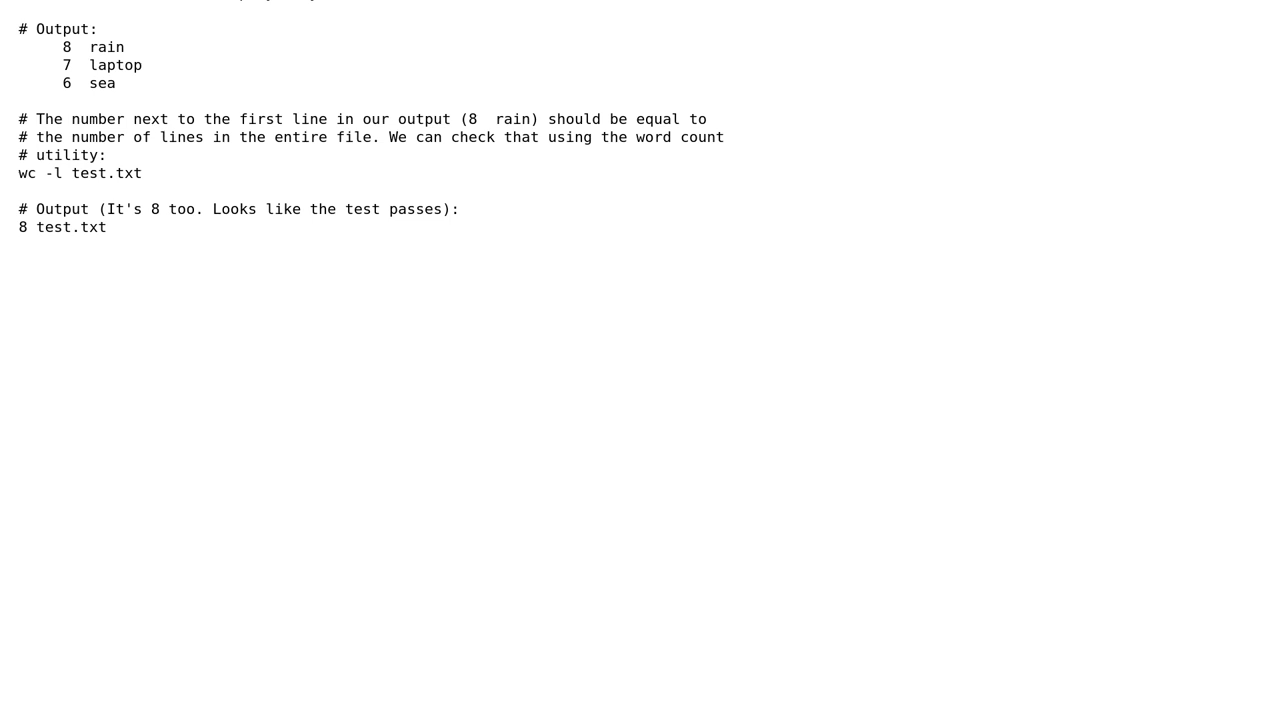 # Output:
     8  rain
     7  laptop
     6  sea

# The number next to the first line in our output (8  rain) should be equal to
# the number of lines in the entire file. We can check that using the word count
# utility:
wc -l test.txt

# Output (It's 8 too. Looks like the test passes):
8 test.txt